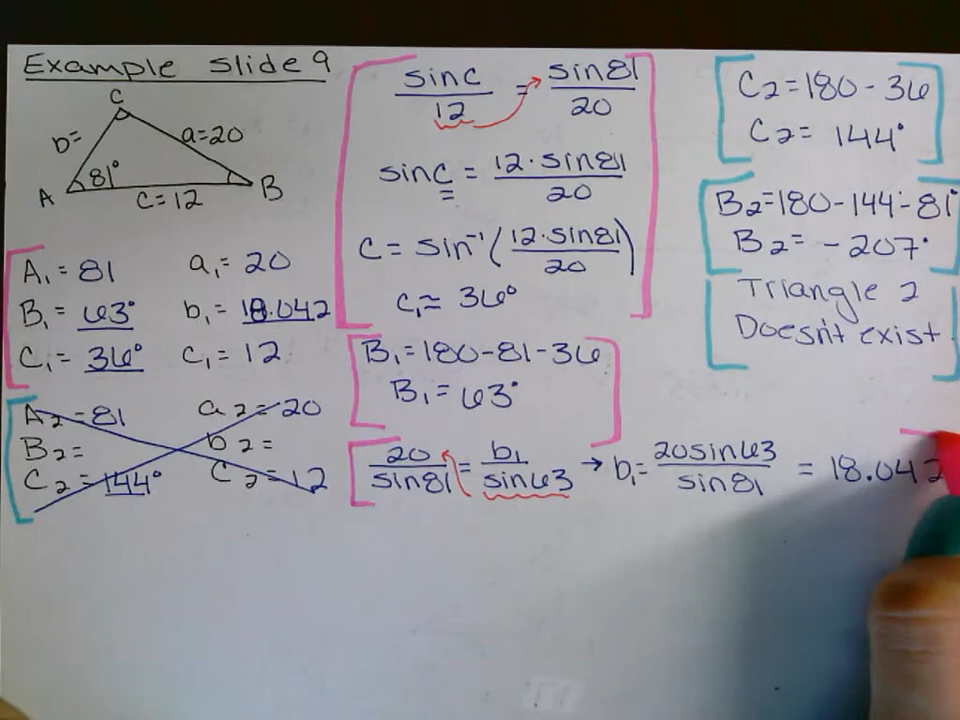 Example slide 9
C
b=
a=20
A
81°
c=12
B
A₁ = 81 a₁= 20
B₁ = 63° b₁= 18.042
C₁ = 36° c₁= 12
A₂=81 a₂=20
B₂= b₂=
C₂=144° c₂=12
sinC/12 = sin81/20
sinC = 12·sin81/20
C = sin⁻¹(12·sin81/20)
C₁≈ 36°
B₁=180-81-36
B₁= 63°
20/sin81 = b₁/sin63 → b₁= 20sin63/sin81 = 18.042
C₂=180-36
C₂= 144°
B₂=180-144-81°
B₂= -207°
Triangle 2
Doesn't exist